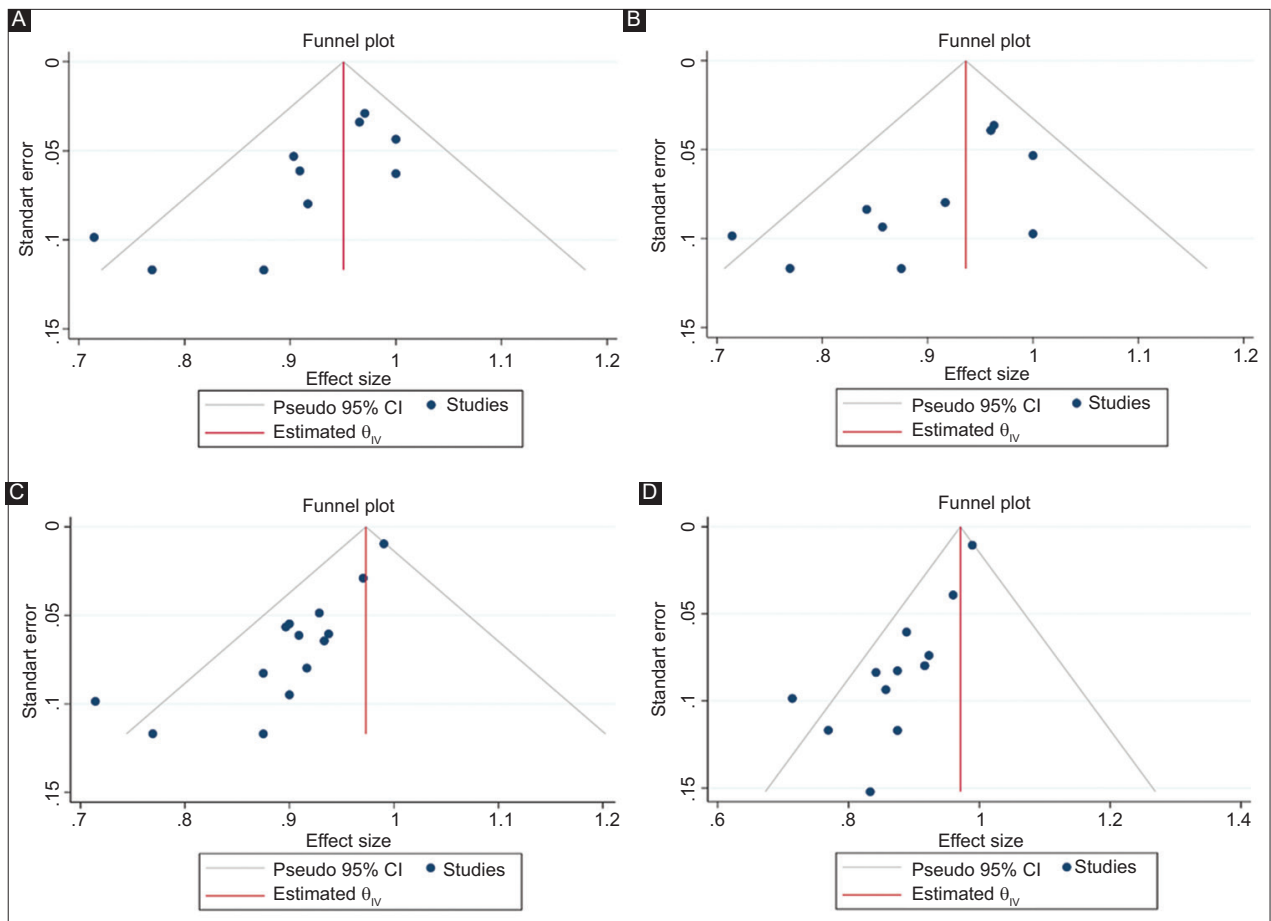 A
Funnel plot
0
.05
.1
.15
Standart error
.7 .8 .9 1 1.1 1.2
Effect size
Pseudo 95% CI Studies
Estimated θIV
B
Funnel plot
0
.05
.1
.15
Standart error
.7 .8 .9 1 1.1 1.2
Effect size
Pseudo 95% CI Studies
Estimated θIV
C
Funnel plot
0
.05
.1
.15
Standart error
.7 .8 .9 1 1.1 1.2
Effect size
Pseudo 95% CI Studies
Estimated θIV
D
Funnel plot
0
.05
.1
.15
Standart error
.6 .8 1 1.2 1.4
Effect size
Pseudo 95% CI Studies
Estimated θIV